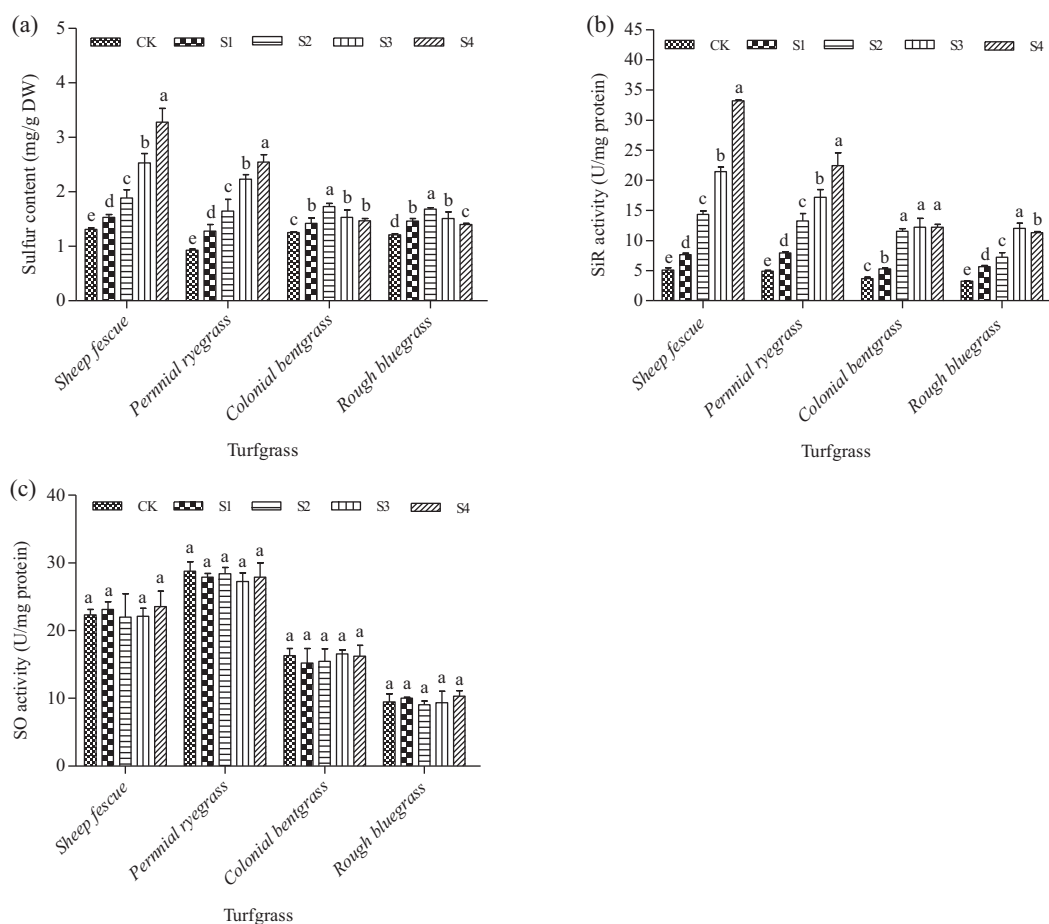 (a)
5
4
3
2
1
0
Sulfur content (mg/g DW)
CK S1 S2 S3 S4
e d c b a
e d c b a
c b a b b
d b a b c
Sheep fescue
Pernnial ryegrass
Colonial bentgrass
Rough bluegrass
Turfgrass
(b)
45
40
35
30
25
20
15
10
5
0
SiR activity (U/mg protein)
CK S1 S2 S3 S4
e d c b a
e d c b a
c b a a a
e d c a b
Sheep fescue
Pernnial ryegrass
Colonial bentgrass
Rough bluegrass
Turfgrass
(c)
40
30
20
10
0
SO activity (U/mg protein)
CK S1 S2 S3 S4
a a a a a
a a a a a
a a a a a
a a a a a
Sheep fescue
Pernnial ryegrass
Colonial bentgrass
Rough bluegrass
Turfgrass